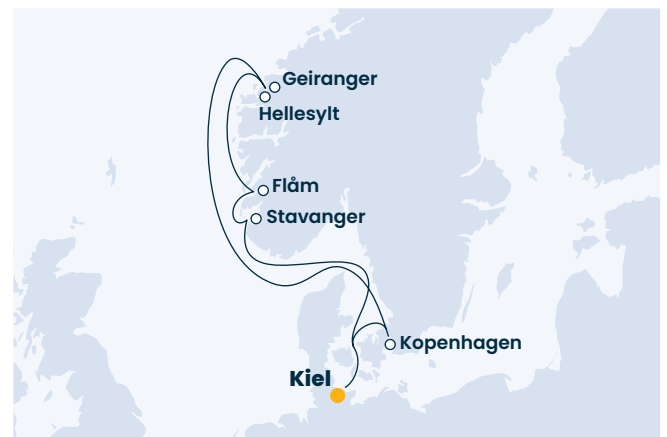 Geiranger
Hellesylt
Flåm
Stavanger
Kopenhagen
Kiel